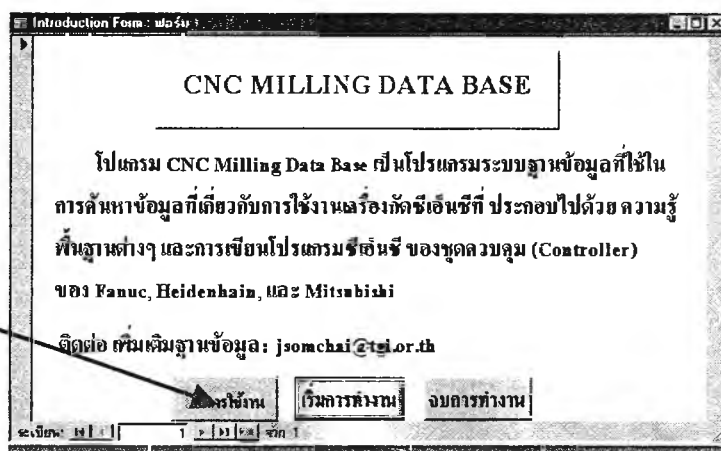 Introduction Form : ฟอร์ม
CNC MILLING DATA BASE
โปแกรม CNC Milling Data Base เป็นโปรแกรมระบบฐานข้อมูลที่ใช้ใน
การค้นหาข้อมูลที่เกี่ยวกับการใช้งานเครื่องกัดซีเอ็นซีที่ ประกอบไปด้วย ความรู้
พื้นฐานต่างๆ และการเขียนโปรแกรมซีเอ็นซี ของชุดควบคุม (Controller)
ของ Fanuc, Heidenhain, และ Mitsubishi
ติดต่อ เพิ่มเติมฐานข้อมูล: jsomchai@tgi.or.th
การใช้งาน เริ่มการทำงาน จบการทำงาน
ระเบียน: 1 จาก 1